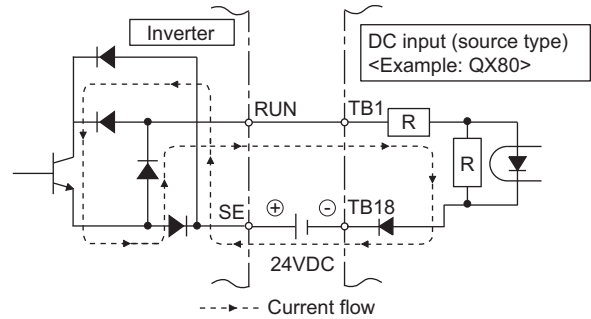 Inverter
DC input (source type)
<Example: QX80>
RUN
TB1
R
R
SE
+
-
TB18
24VDC
Current flow